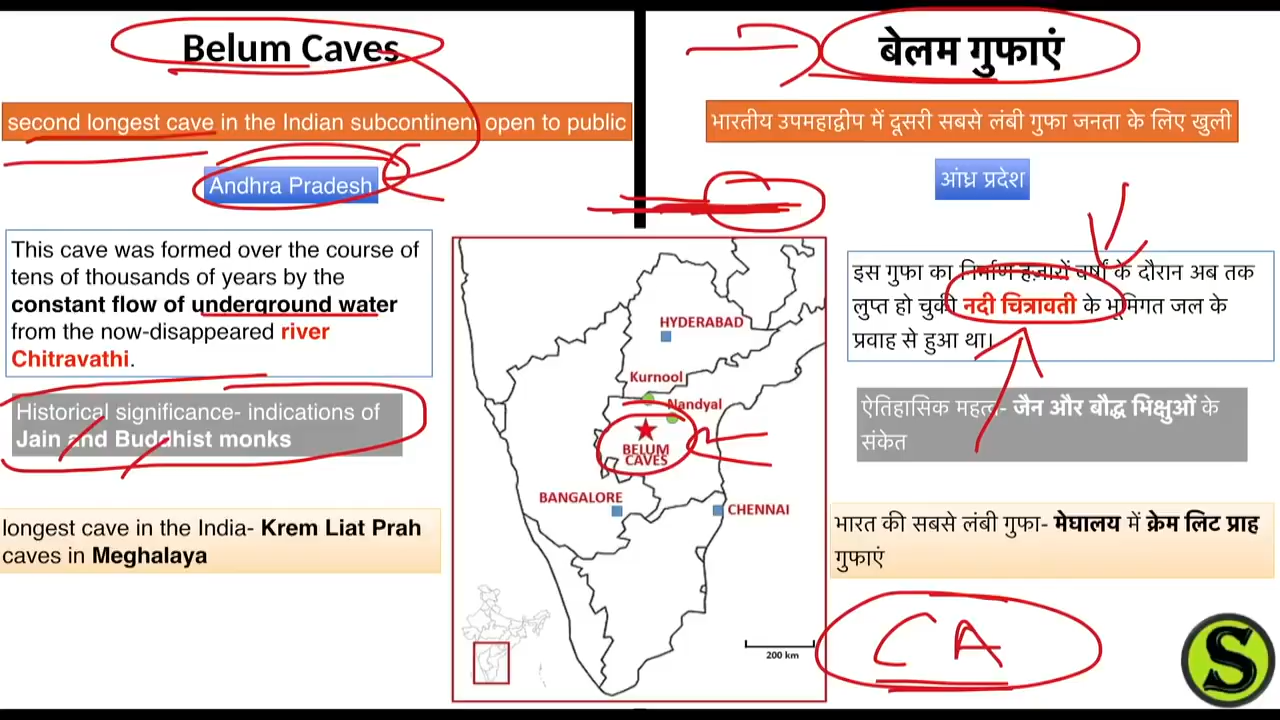 Belum Caves
second longest cave in the Indian subcontinent open to public
Andhra Pradesh
This cave was formed over the course of
tens of thousands of years by the
constant flow of underground water
from the now-disappeared river
Chitravathi.
Historical significance- indications of
Jain and Buddhist monks
longest cave in the India- Krem Liat Prah
caves in Meghalaya
HYDERABAD
Kurnool
Nandyal
BELUM
CAVES
BANGALORE
CHENNAI
200 km
बेलम गुफाएं
भारतीय उपमहाद्वीप में दूसरी सबसे लंबी गुफा जनता के लिए खुली
आंध्र प्रदेश
इस गुफा का निर्माण हज़ारों वर्षों के दौरान अब तक
लुप्त हो चुकी नदी चित्रावती के भूमिगत जल के
प्रवाह से हुआ था।
ऐतिहासिक महत्व- जैन और बौद्ध भिक्षुओं के
संकेत
भारत की सबसे लंबी गुफा- मेघालय में क्रेम लिट प्राह
गुफाएं
CA
S